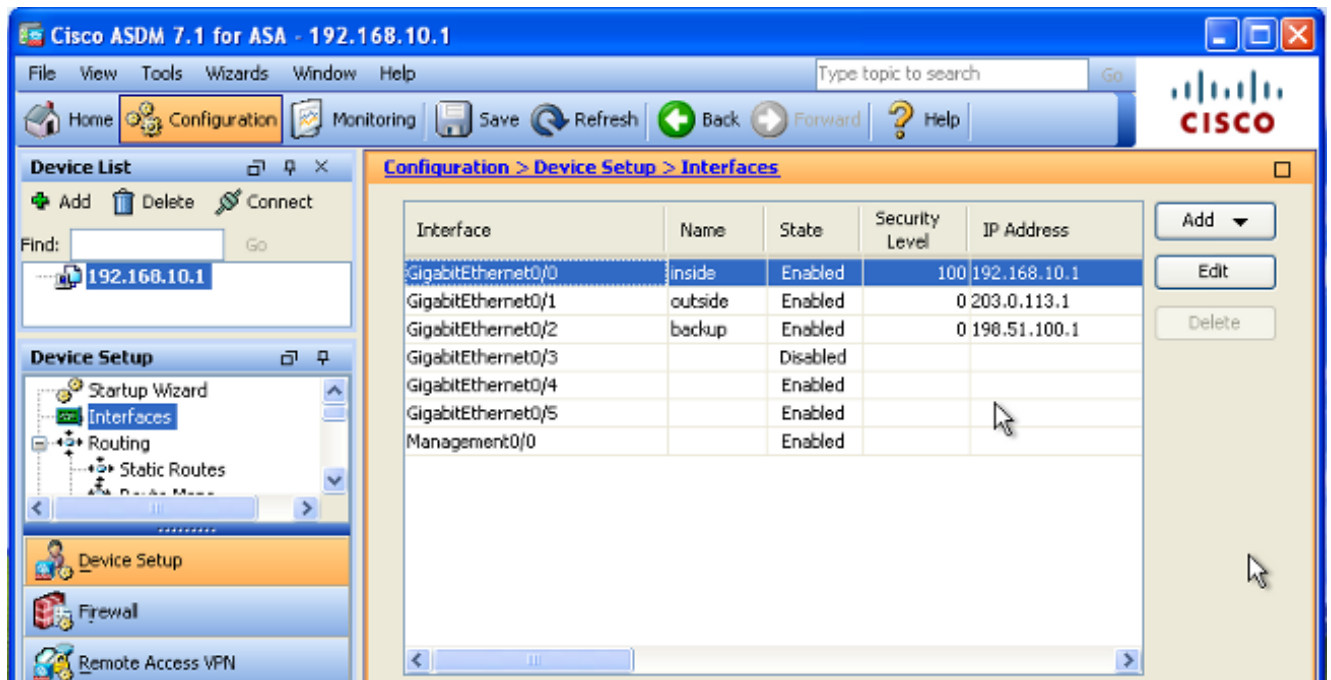 Cisco ASDM 7.1 for ASA - 192.168.10.1
File View Tools Wizards Window Help
Type topic to search Go
Home Configuration Monitoring Save Refresh Back Forward Help
CISCO
Device List
Add Delete Connect
Find: Go
192.168.10.1
Device Setup
Startup Wizard
Interfaces
Routing
Static Routes
Device Setup
Firewall
Remote Access VPN
Configuration > Device Setup > Interfaces
Interface Name State Security Level IP Address
GigabitEthernet0/0 inside Enabled 100 192.168.10.1
GigabitEthernet0/1 outside Enabled 0 203.0.113.1
GigabitEthernet0/2 backup Enabled 0 198.51.100.1
GigabitEthernet0/3 Disabled
GigabitEthernet0/4 Enabled
GigabitEthernet0/5 Enabled
Management0/0 Enabled
Add
Edit
Delete